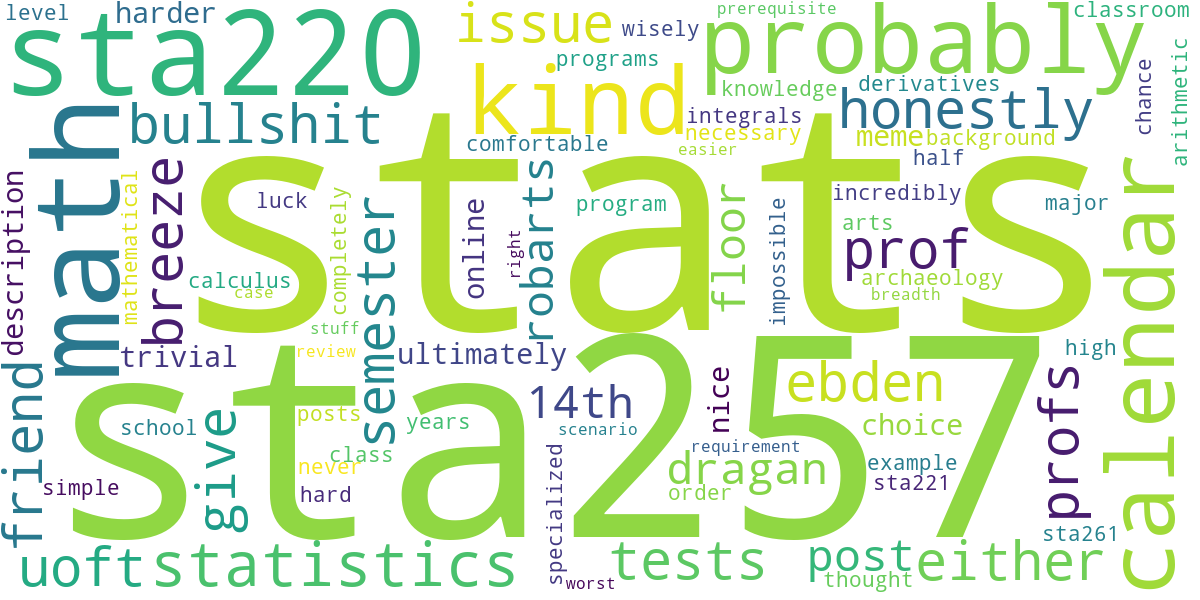 level
harder
sta220
issue
wisely
prerequisite
probably
classroom
programs
kind
knowledge
derivatives
honestly
chance
arithmetic
math
bullshit
integrals
necessary
meme
background
comfortable
easier
half
stats
breeze
luck
mathematical
completely
semester
online
right
robarts
program
floor
impossible
incredibly
arts
major
prof
archaeology
breadth
calendar
description
calculus
case
stuff
trivial
review
ultimately
high
sta257
friend
school
give
posts
years
14th
scenario
nice
requirement
ebden
choice
profs
class
never
simple
hard
specialized
dragan
order
example
sta221
sta261
uoft
statistics
worst
tests
post
thought
either